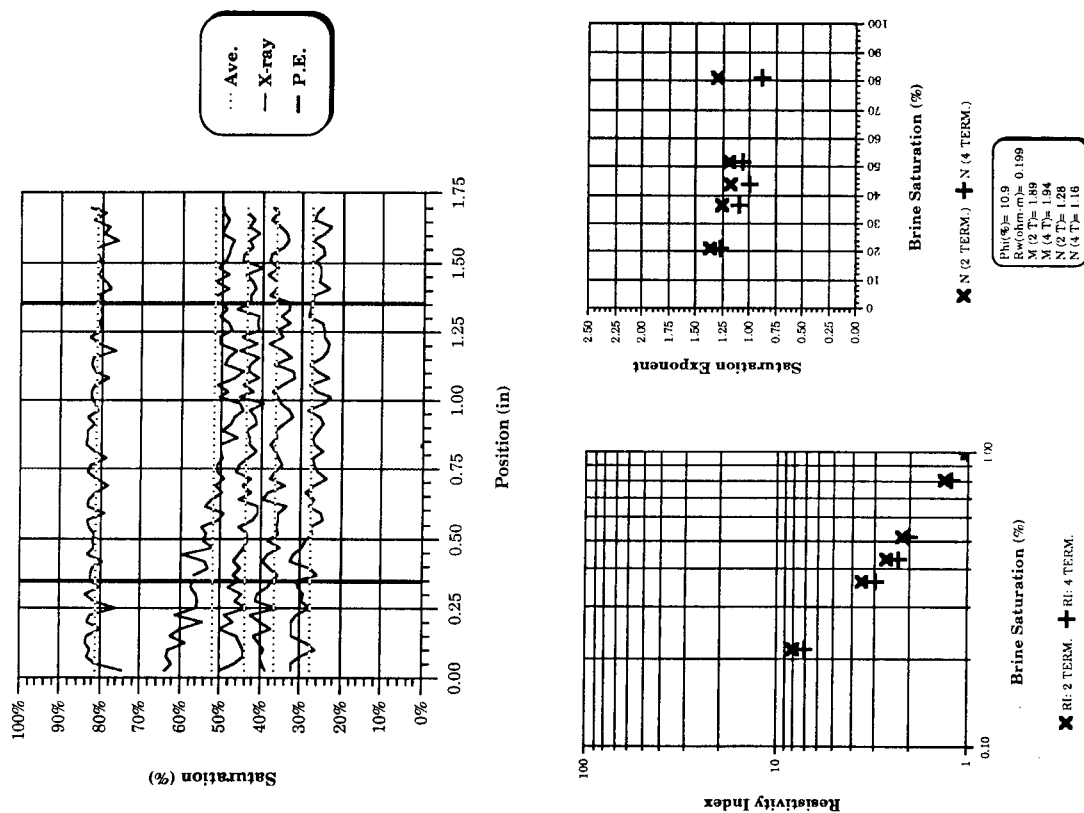 100%
90%
80%
70%
60%
50%
40%
30%
20%
10%
0%
Saturation (%)
0.00
0.25
0.50
0.75
1.00
1.25
1.50
1.75
Position (in)
Ave.
X-ray
P.E.
100
10
1
Resistivity Index
0.10
1.00
Brine Saturation (%)
RI: 2 TERM.
RI: 4 TERM.
2.50
2.25
2.00
1.75
1.50
1.25
1.00
0.75
0.50
0.25
0.00
Saturation Exponent
0
10
20
30
40
50
60
70
80
90
100
Brine Saturation (%)
N (2 TERM.)
N (4 TERM.)
Phi(%)= 10.9
Rw(ohm-m)= 0.199
M (2 T)= 1.89
M (4 T)= 1.94
N (2 T)= 1.28
N (4 T)= 1.16